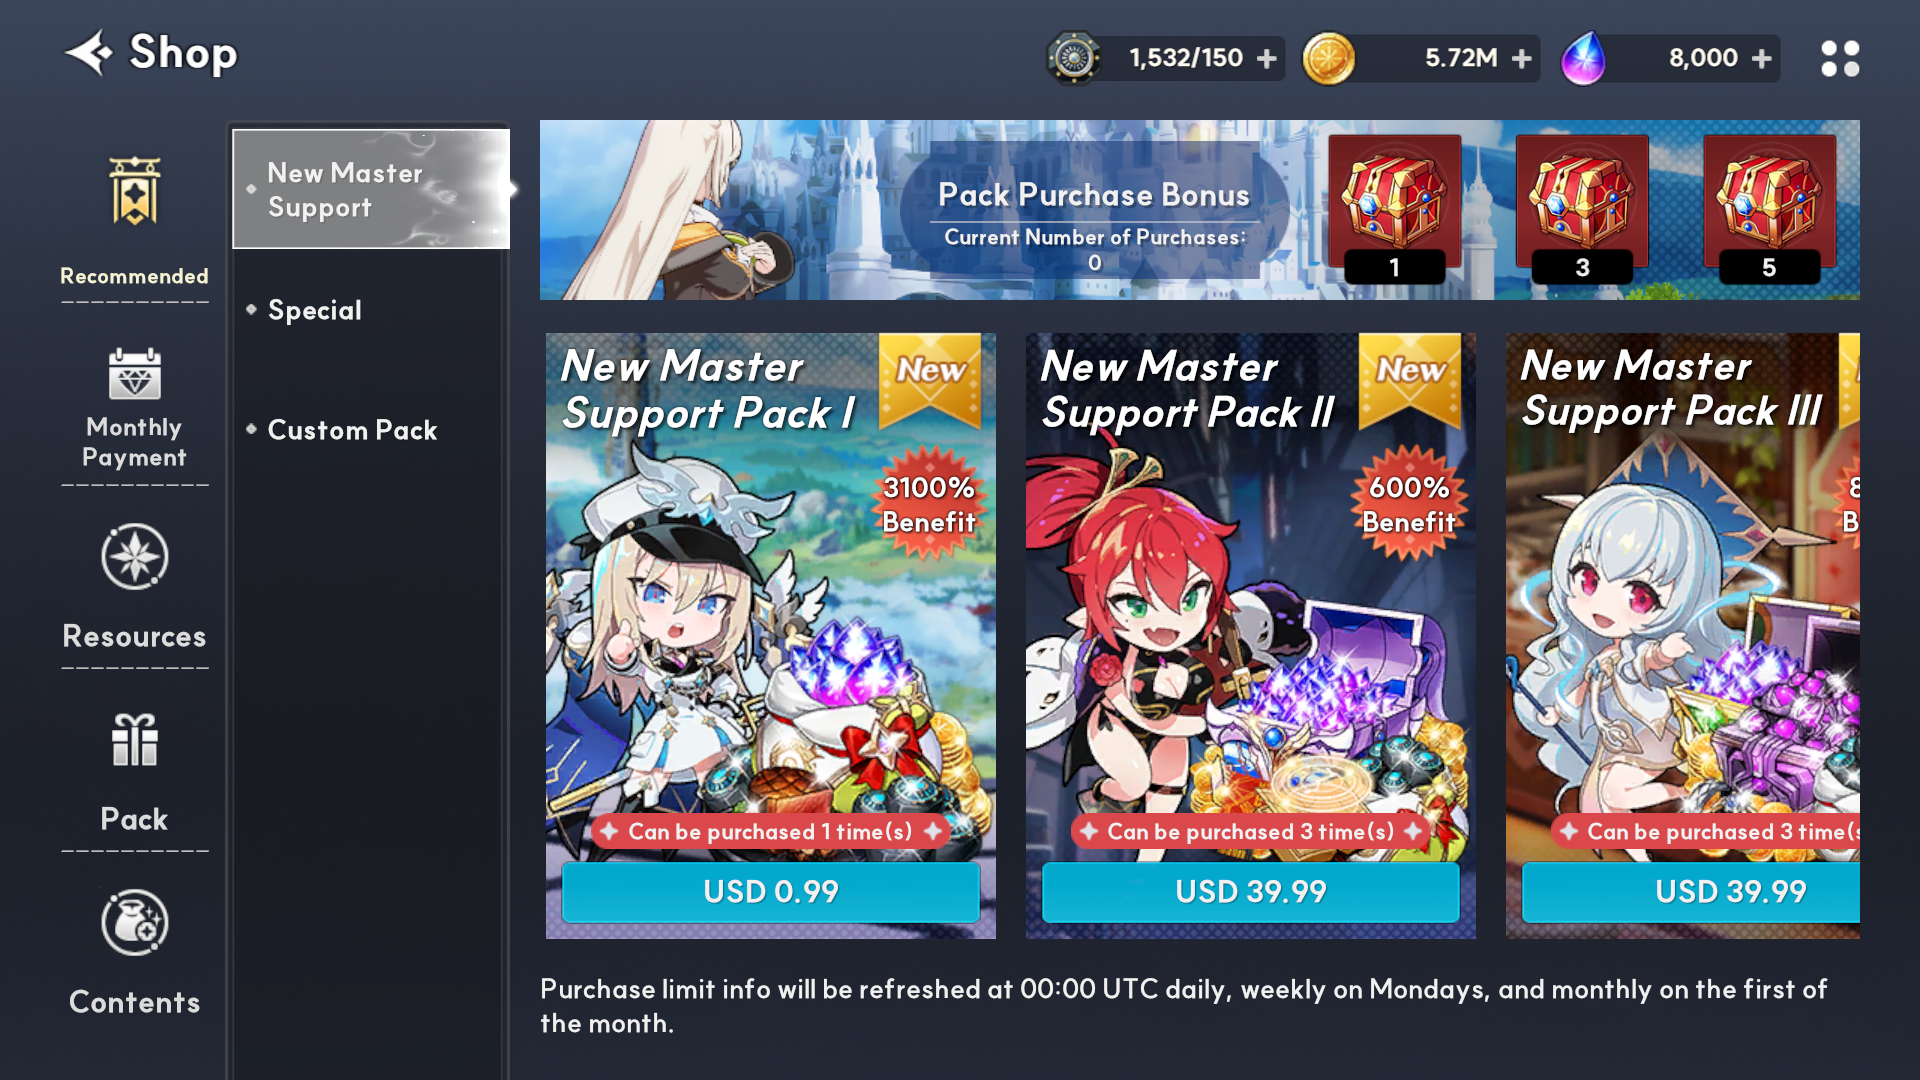 Shop
1,532/150
5.72M
8,000
Recommended
Monthly
Payment
Resources
Pack
Contents
New Master
Support
Special
Custom Pack
Pack Purchase Bonus
Current Number of Purchases:
0
1
3
5
New Master
Support Pack I
New
3100%
Benefit
Can be purchased 1 time(s)
USD 0.99
New Master
Support Pack II
New
600%
Benefit
Can be purchased 3 time(s)
USD 39.99
New Master
Support Pack III
8
B
Can be purchased 3 time(s
USD 39.99
Purchase limit info will be refreshed at 00:00 UTC daily, weekly on Mondays, and monthly on the first of
the month.